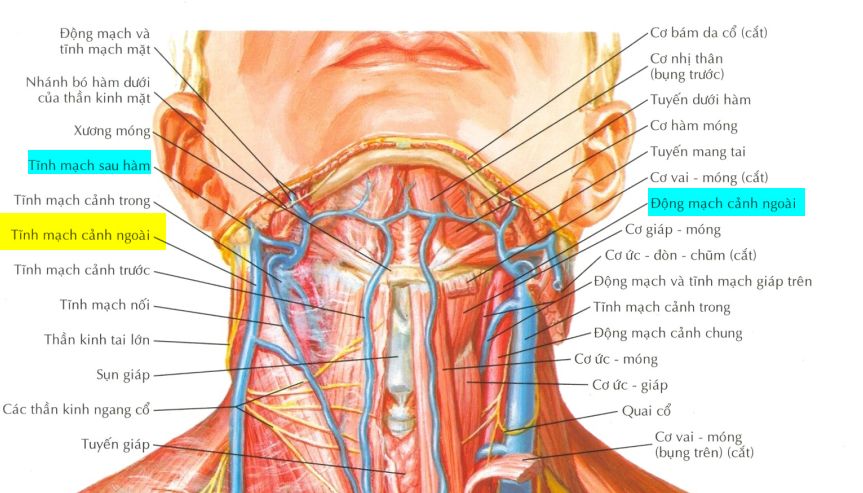 Động mạch và
tĩnh mạch mặt
Nhánh bó hàm dưới
của thần kinh mặt
Xương móng
Tĩnh mạch sau hàm
Tĩnh mạch cảnh trong
Tĩnh mạch cảnh ngoài
Tĩnh mạch cảnh trước
Tĩnh mạch nối
Thần kinh tai lớn
Sụn giáp
Các thần kinh ngang cổ
Tuyến giáp
Cơ bám da cổ (cắt)
Cơ nhị thân
(bụng trước)
Tuyến dưới hàm
Cơ hàm móng
Tuyến mang tai
Cơ vai - móng (cắt)
Động mạch cảnh ngoài
Cơ giáp - móng
Cơ ức - đòn - chũm (cắt)
Động mạch và tĩnh mạch giáp trên
Tĩnh mạch cảnh trong
Động mạch cảnh chung
Cơ ức - móng
Cơ ức - giáp
Quai cổ
Cơ vai - móng
(bụng trên) (cắt)